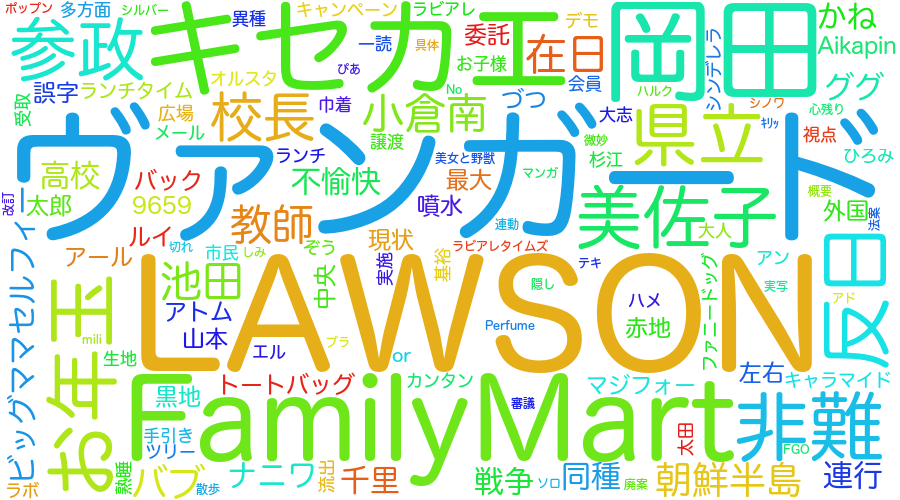 ポップン
多方面
シルバー
異種
キャンペーン
ラビアレ
デモ
かね
参政
キセカエ
岡田
一読
委託
在日
Aikapin
オルスタ
ぴあ
具体
お子様
会員
シンデレラ
ググ
誤字
ランチタイム
受取
広場
校長
巾着
No
小倉南
づつ
大志
ハルク
シノワ
心残り
メール
譲渡
微妙
県立
キリッ
視点
ヴァンガード
ランチ
美女と野獣
杉江
ひろみ
高校
バック
不愉快
最大
マンガ
概要
改訂
太郎
9659
教師
噴水
美佐子
外国
法案
ルイ
連動
大人
アール
切れ
市民
しみ
ぞう
現状
ラビアレタイムズ
アン
反日
お年玉
池田
中央
実施
基裕
LAWSON
テキ
隠し
ファニードッグ
実写
アトム
ハメ
アド
山本
赤地
mili
エル
ブラ
Perfume
生地
or
左右
ビッグママセルフィー
黒地
トートバッグ
カンタン
マジフォー
キャラマイド
FamilyMart
審議
非難
手引き
太田
ツリー
FGO
熟睡
バブ
ナニワ
流出
千里
戦争
ソロ
同種
廃案
朝鮮半島
連行
ラボ
散歩